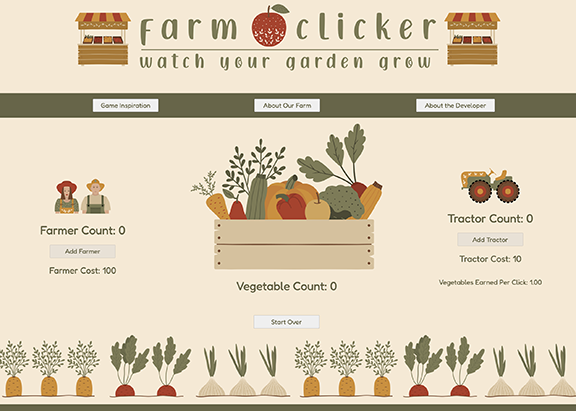 farm clicker
watch your garden grow
Game Inspiration
About Our Farm
About the Developer
Farmer Count: 0
Add Farmer
Farmer Cost: 100
Vegetable Count: 0
Start Over
Tractor Count: 0
Add Tractor
Tractor Cost: 10
Vegetables Earned Per Click: 1.00